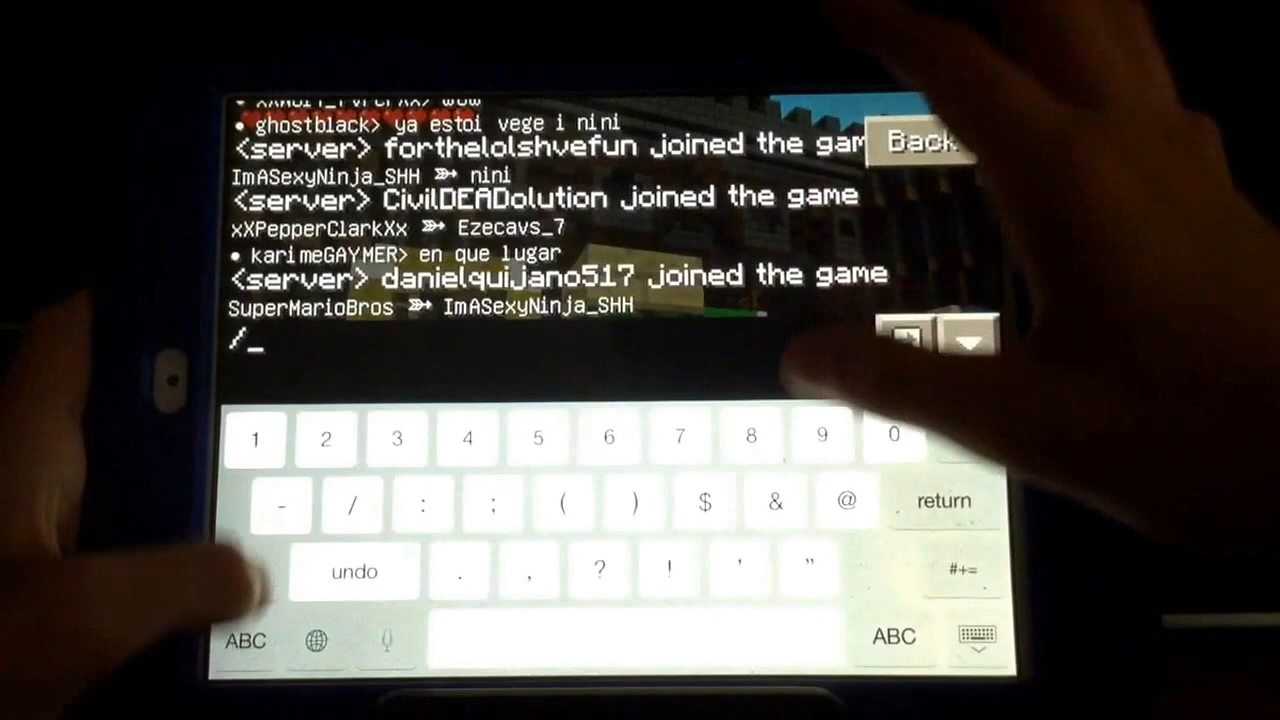 wow
• ghostblack> ya estoi vege i nini
<server> forthelolshvefun joined the gam
Back
ImASexyNinja_SHH ➳ nini
<server> CivilDEADolution joined the game
xXPepperClarkXx ➳ Ezecavs_7
• karimeGAYMER> en que lugar
<server> danielquijano517 joined the game
SuperMarioBros ➳ ImASexyNinja_SHH
/_
1 2 3 4 5 6 7 8 9 0
- / : ; ( ) $ & @ return
undo . , ? ! ' " #+=
ABC ABC